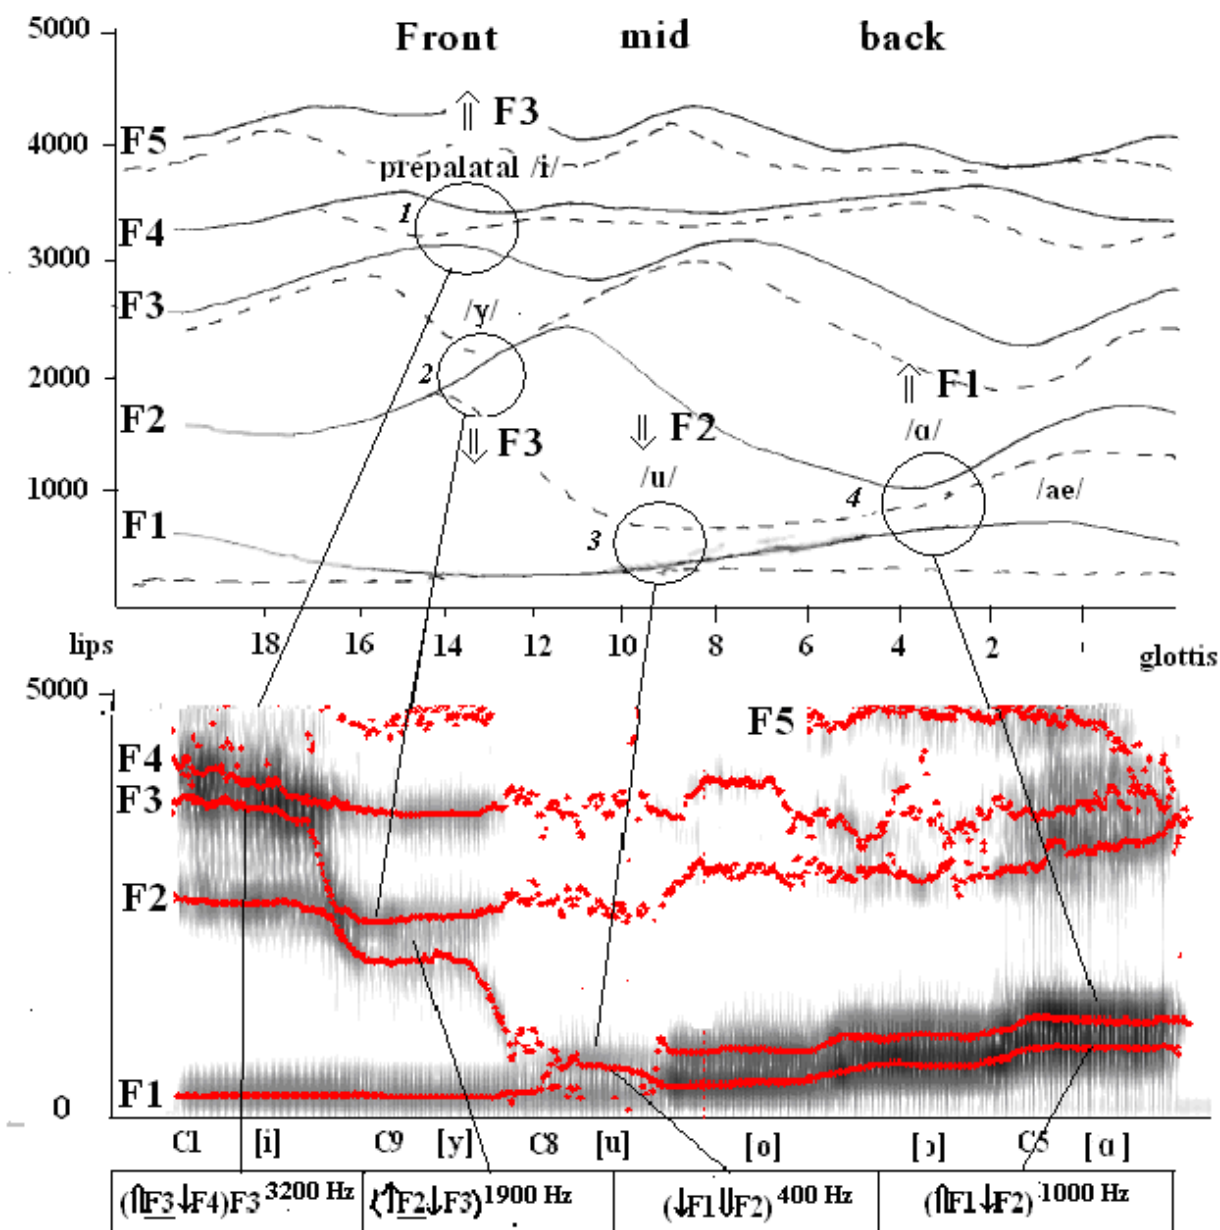 5000
Front mid back
⇑ F3
F5
4000
prepalatal /i/
1
F4
3000
F3
/y/
2
2000
⇑ F1
F2
⇓ F3
⇓ F2
/ɑ/
/u/
1000
4
/ae/
F1
3
lips 18 16 14 12 10 8 6 4 2 glottis
5000
F5
F4
F3
F2
F1
0
C1 [i] C9 [y] C8 [u] [o] [ɔ] C5 [ɑ]
(⇑F3↓F4)F3 3200 Hz (↑F2↓F3) 1900 Hz (↓F1⇓F2) 400 Hz (⇑F1↓F2) 1000 Hz